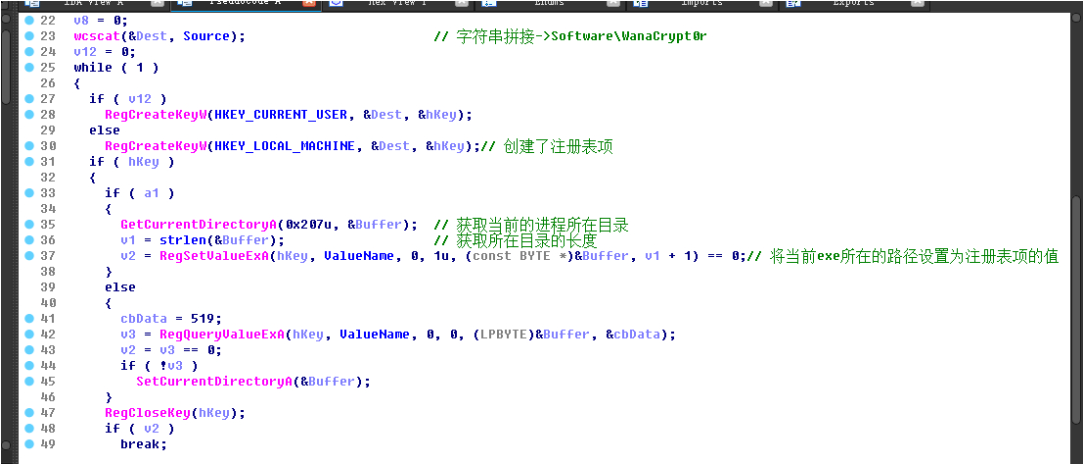 IDA View A Pseudocode A Hex View 1 Enums Imports Exports
22 v8 = 0;
23 wcscat(&Dest, Source); // 字符串拼接->Software\WanaCrypt0r
24 v12 = 0;
25 while ( 1 )
26 {
27 if ( v12 )
28 RegCreateKeyW(HKEY_CURRENT_USER, &Dest, &hKey);
29 else
30 RegCreateKeyW(HKEY_LOCAL_MACHINE, &Dest, &hKey);// 创建了注册表项
31 if ( hKey )
32 {
33 if ( a1 )
34 {
35 GetCurrentDirectoryA(0x207u, &Buffer); // 获取当前的进程所在目录
36 v1 = strlen(&Buffer); // 获取所在目录的长度
37 v2 = RegSetValueExA(hKey, ValueName, 0, 1u, (const BYTE *)&Buffer, v1 + 1) == 0;// 将当前exe所在的路径设置为注册表项的值
38 }
39 else
40 {
41 cbData = 519;
42 v3 = RegQueryValueExA(hKey, ValueName, 0, 0, (LPBYTE)&Buffer, &cbData);
43 v2 = v3 == 0;
44 if ( !v3 )
45 SetCurrentDirectoryA(&Buffer);
46 }
47 RegCloseKey(hKey);
48 if ( v2 )
49 break;